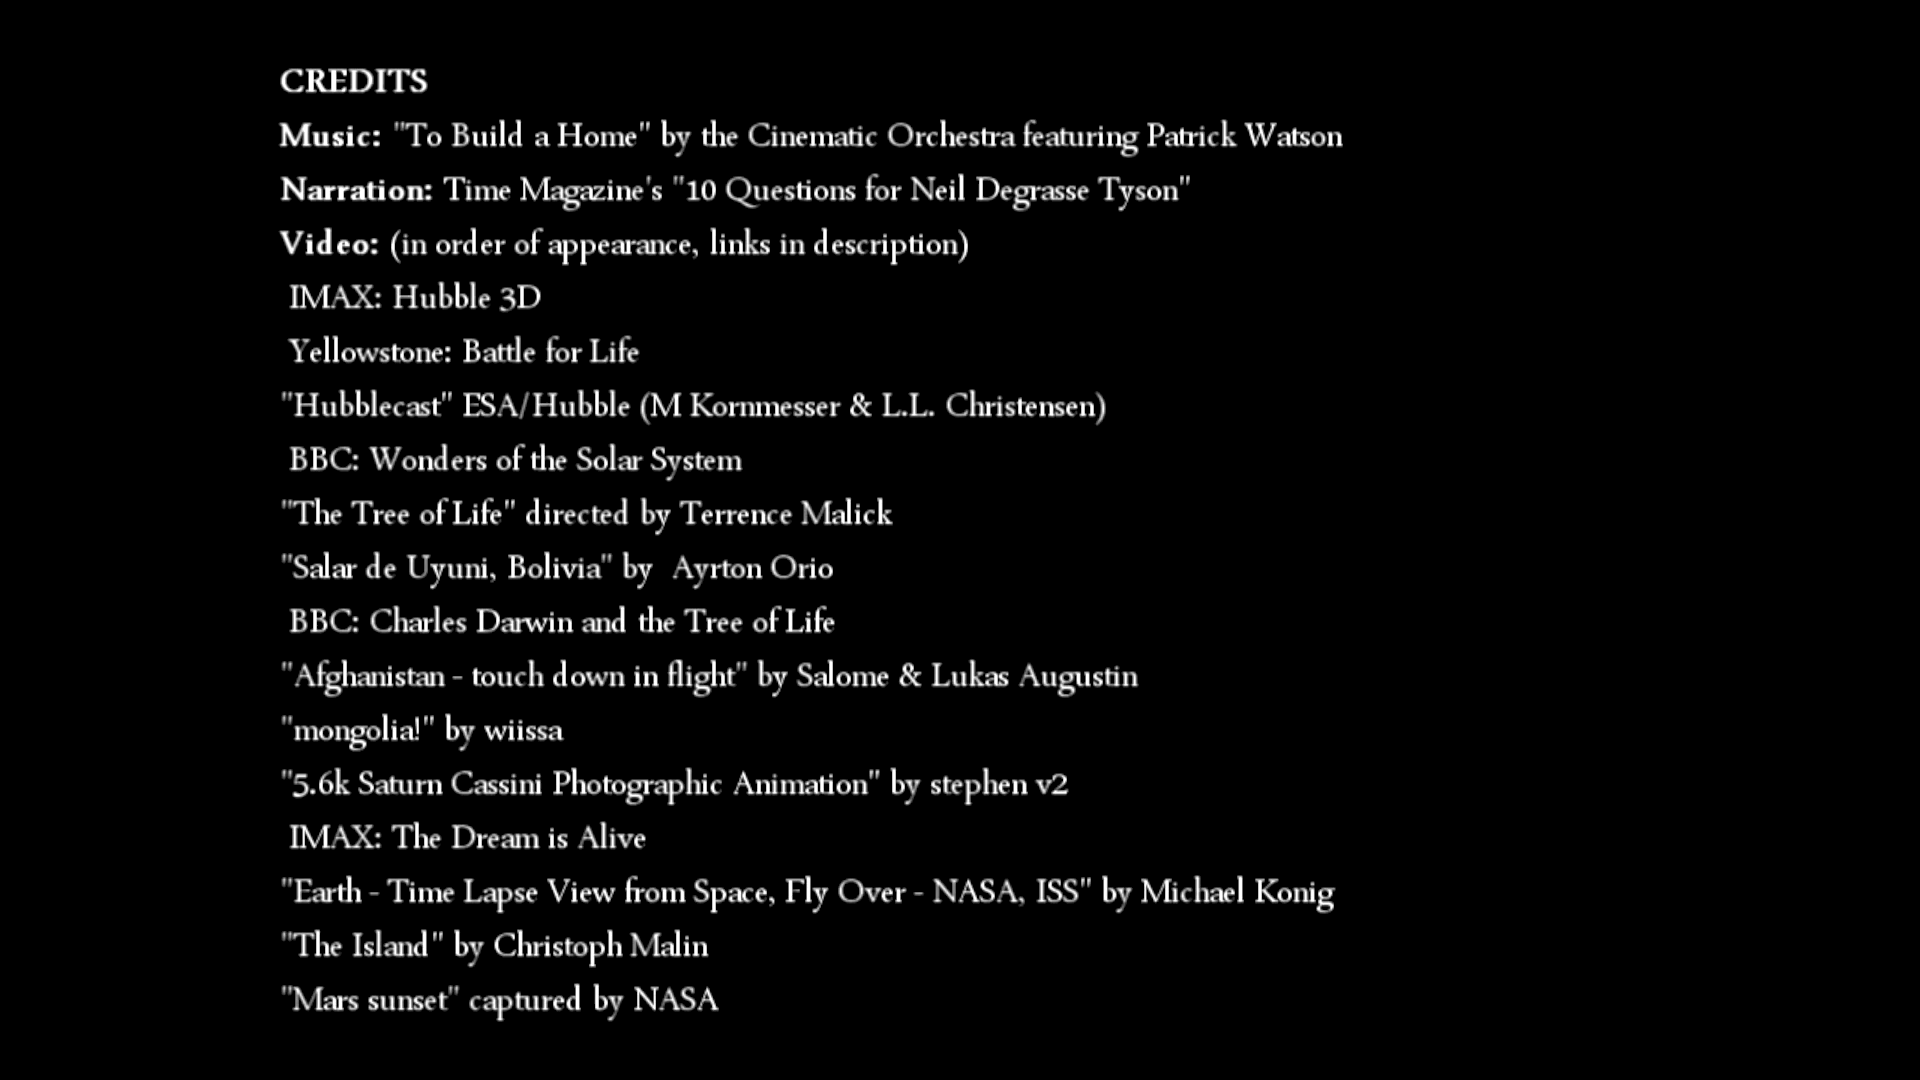 CREDITS
Music: "To Build a Home" by the Cinematic Orchestra featuring Patrick Watson
Narration: Time Magazine's "10 Questions for Neil Degrasse Tyson"
Video: (in order of appearance, links in description)
IMAX: Hubble 3D
Yellowstone: Battle for Life
"Hubblecast" ESA/Hubble (M Kornmesser & L.L. Christensen)
BBC: Wonders of the Solar System
"The Tree of Life" directed by Terrence Malick
"Salar de Uyuni, Bolivia" by Ayrton Orio
BBC: Charles Darwin and the Tree of Life
"Afghanistan - touch down in flight" by Salome & Lukas Augustin
"mongolia!" by wiissa
"5.6k Saturn Cassini Photographic Animation" by stephen v2
IMAX: The Dream is Alive
"Earth - Time Lapse View from Space, Fly Over - NASA, ISS" by Michael Konig
"The Island" by Christoph Malin
"Mars sunset" captured by NASA